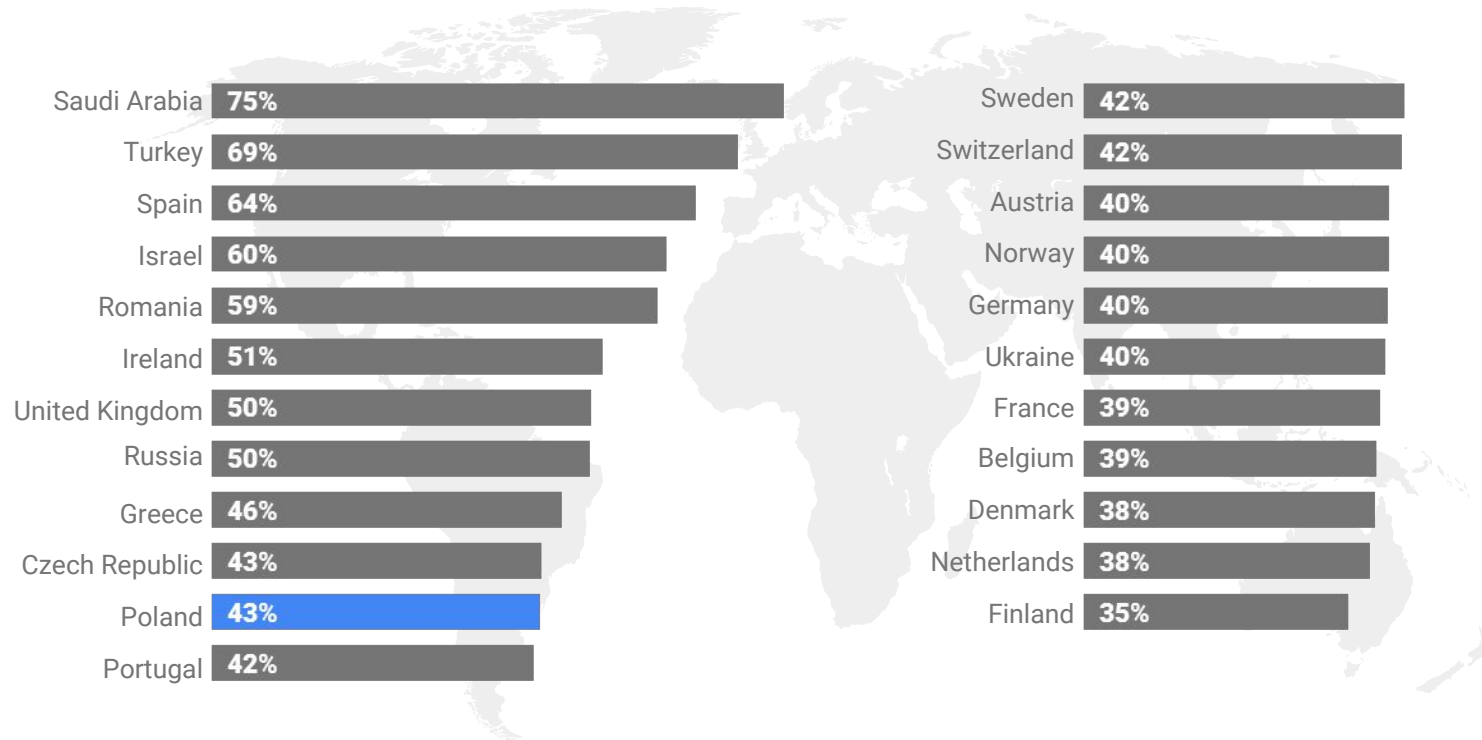 Saudi Arabia 75%
Turkey 69%
Spain 64%
Israel 60%
Romania 59%
Ireland 51%
United Kingdom 50%
Russia 50%
Greece 46%
Czech Republic 43%
Poland 43%
Portugal 42%
Sweden 42%
Switzerland 42%
Austria 40%
Norway 40%
Germany 40%
Ukraine 40%
France 39%
Belgium 39%
Denmark 38%
Netherlands 38%
Finland 35%